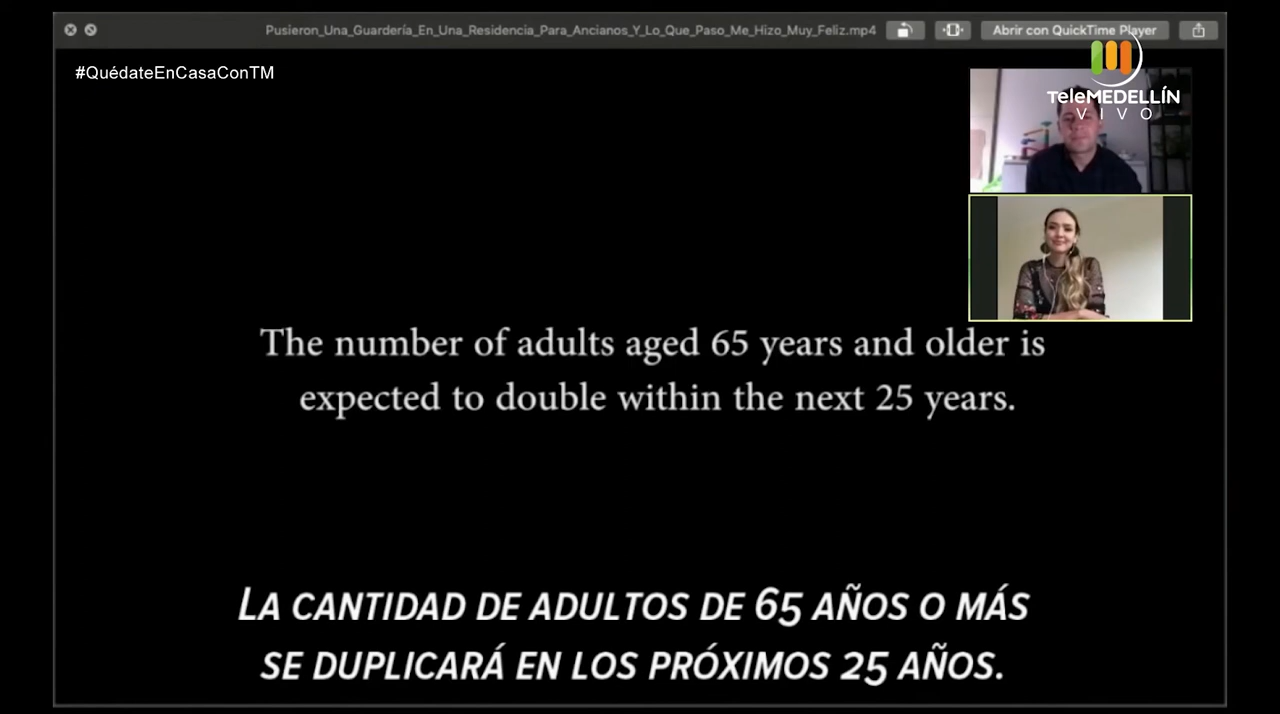 Pusieron_Una_Guardería_En_Una_Residencia_Para_Ancianos_Y_Lo_Que_Paso_Me_Hizo_Muy_Feliz.mp4
Abrir con QuickTime Player
#QuédateEnCasaConTM
TeleMEDELLÍN
VIVO
The number of adults aged 65 years and older is
expected to double within the next 25 years.
LA CANTIDAD DE ADULTOS DE 65 AÑOS O MÁS
SE DUPLICARÁ EN LOS PRÓXIMOS 25 AÑOS.